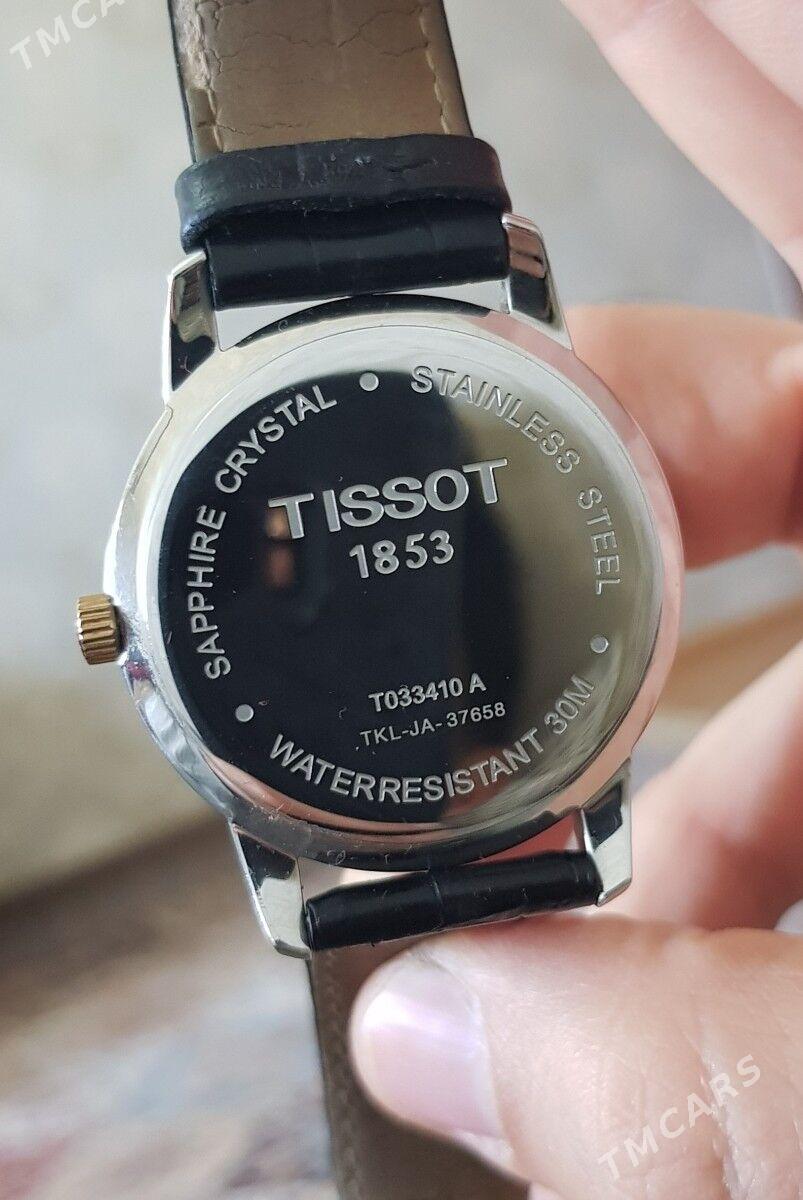 TMCARS
SAPPHIRE CRYSTAL • STAINLESS STEEL •
TISSOT
1853
T033410 A
TKL-JA-37658
WATERRESISTANT 30M •
TMCARS